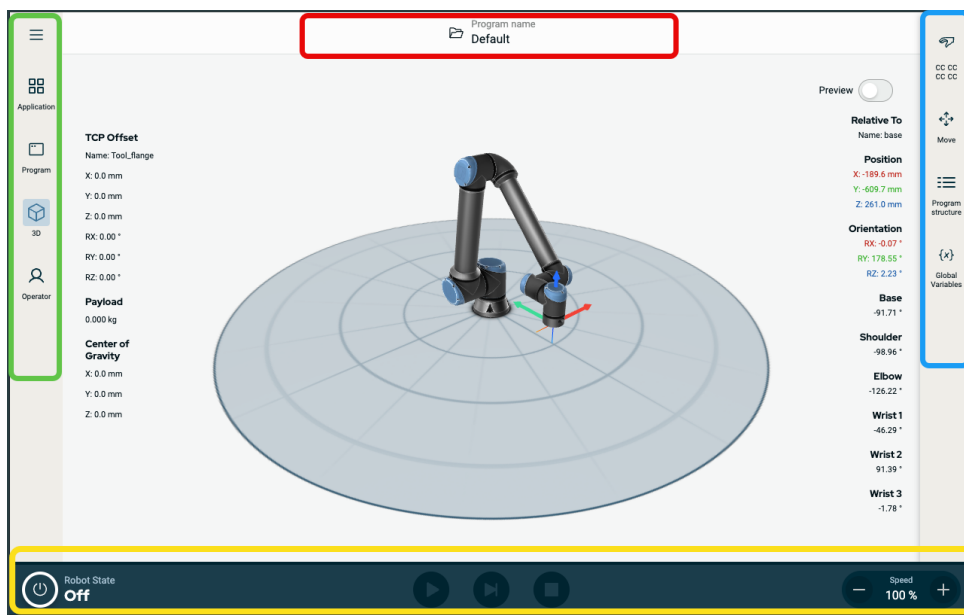 Program name
Default
Application
Program
3D
Operator
TCP Offset
Name: Tool_flange
X: 0.0 mm
Y: 0.0 mm
Z: 0.0 mm
RX: 0.00 °
RY: 0.00 °
RZ: 0.00 °
Payload
0.000 kg
Center of
Gravity
X: 0.0 mm
Y: 0.0 mm
Z: 0.0 mm
Preview
Relative To
Name: base
Position
X: -189.6 mm
Y: -609.7 mm
Z: 261.0 mm
Orientation
RX: -0.07 °
RY: 178.55 °
RZ: 2.23 °
Base
-91.71 °
Shoulder
-98.96 °
Elbow
-126.22 °
Wrist 1
-46.29 °
Wrist 2
91.39 °
Wrist 3
-1.78 °
CC CC
CC CC
Move
Program
structure
{x}
Global
Variables
Robot State
Off
Speed
100 %